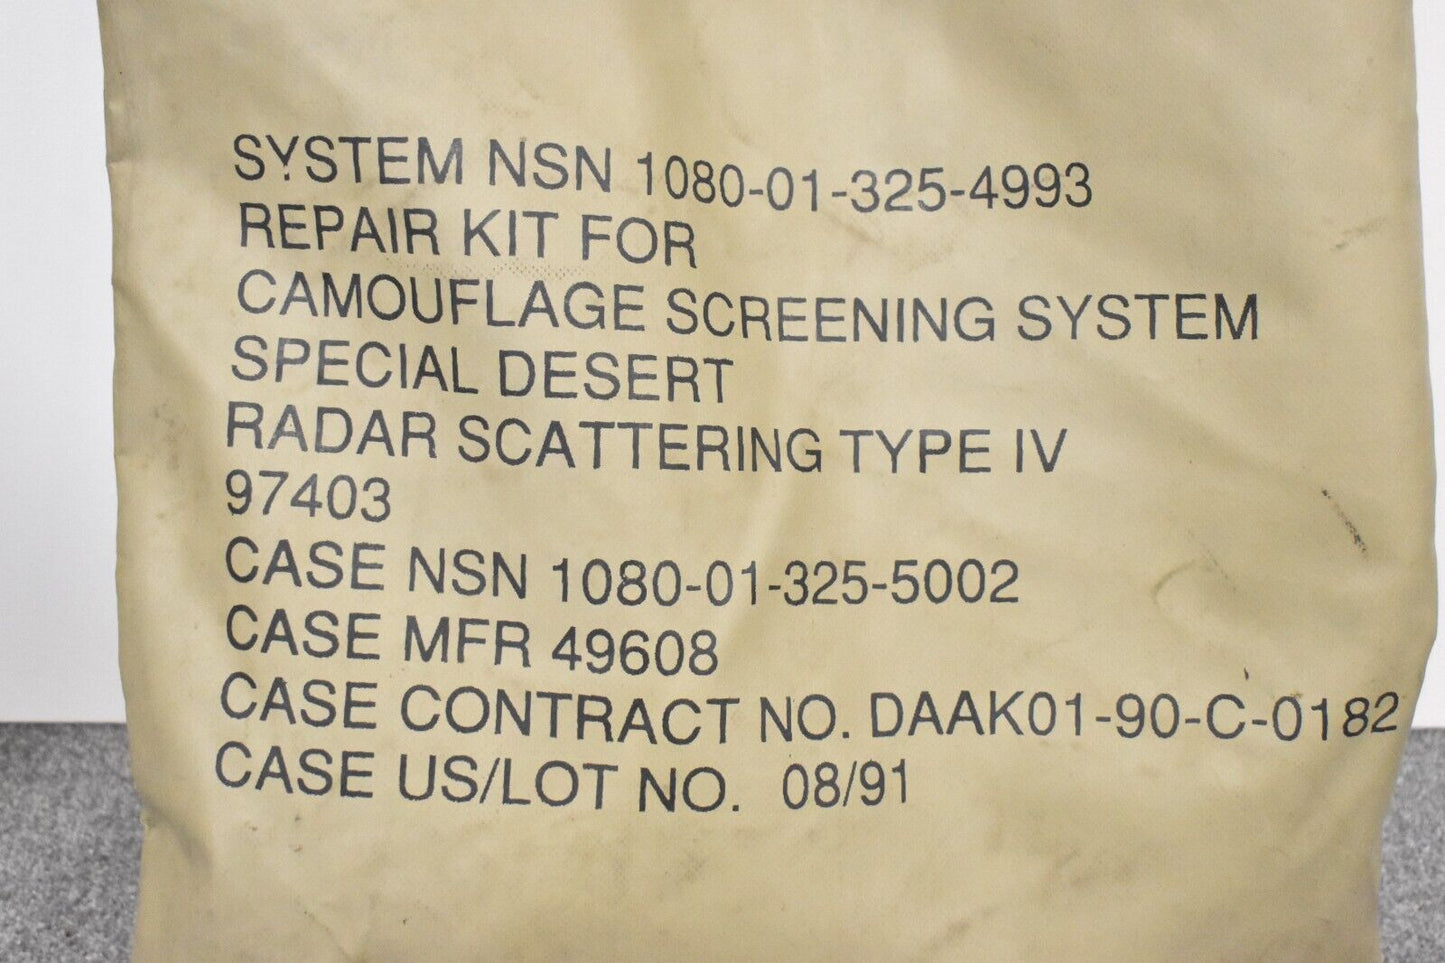 SYSTEM NSN 1080-01-325-4993
REPAIR KIT FOR
CAMOUFLAGE SCREENING SYSTEM
SPECIAL DESERT
RADAR SCATTERING TYPE IV
97403
CASE NSN 1080-01-325-5002
CASE MFR 49608
CASE CONTRACT NO. DAAK01-90-C-0182
CASE US/LOT NO. 08/91